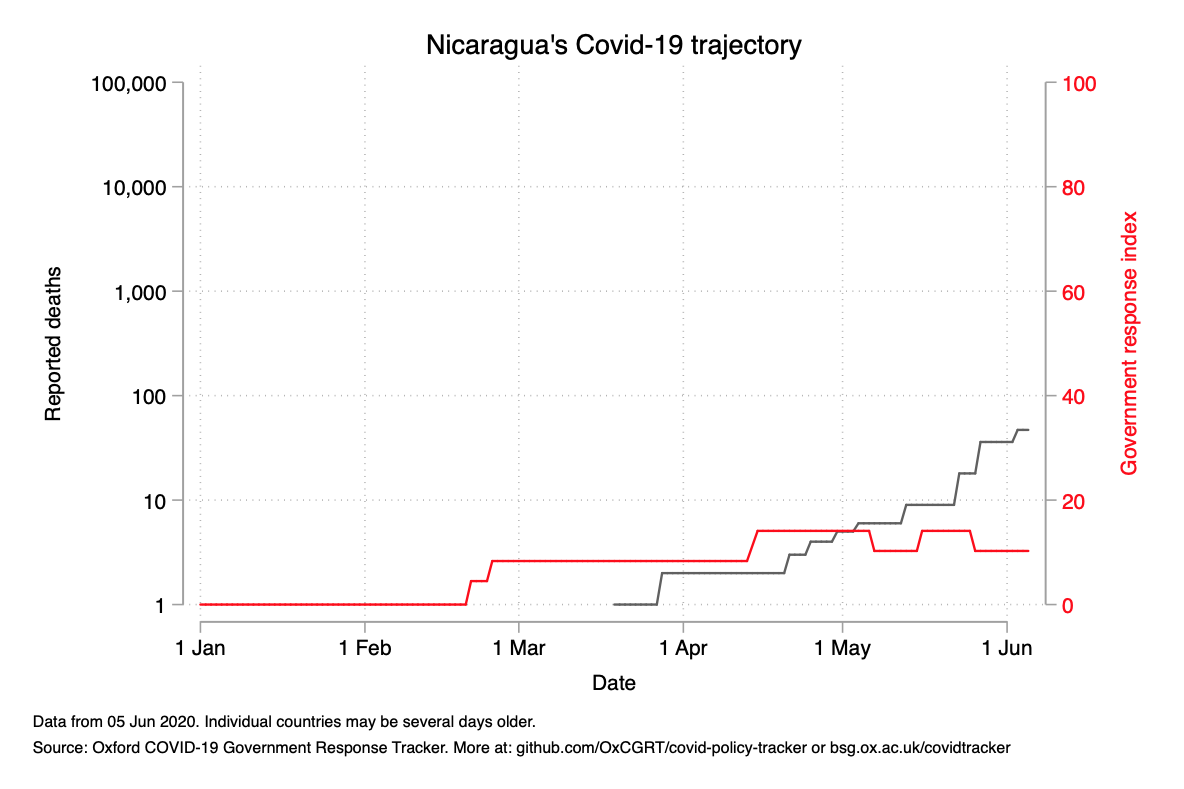 Nicaragua's Covid-19 trajectory
100,000
10,000
1,000
100
10
1
Reported deaths
100
80
60
40
20
0
Government response index
1 Jan
1 Feb
1 Mar
1 Apr
1 May
1 Jun
Date
Data from 05 Jun 2020. Individual countries may be several days older.
Source: Oxford COVID-19 Government Response Tracker. More at: github.com/OxCGRT/covid-policy-tracker or bsg.ox.ac.uk/covidtracker